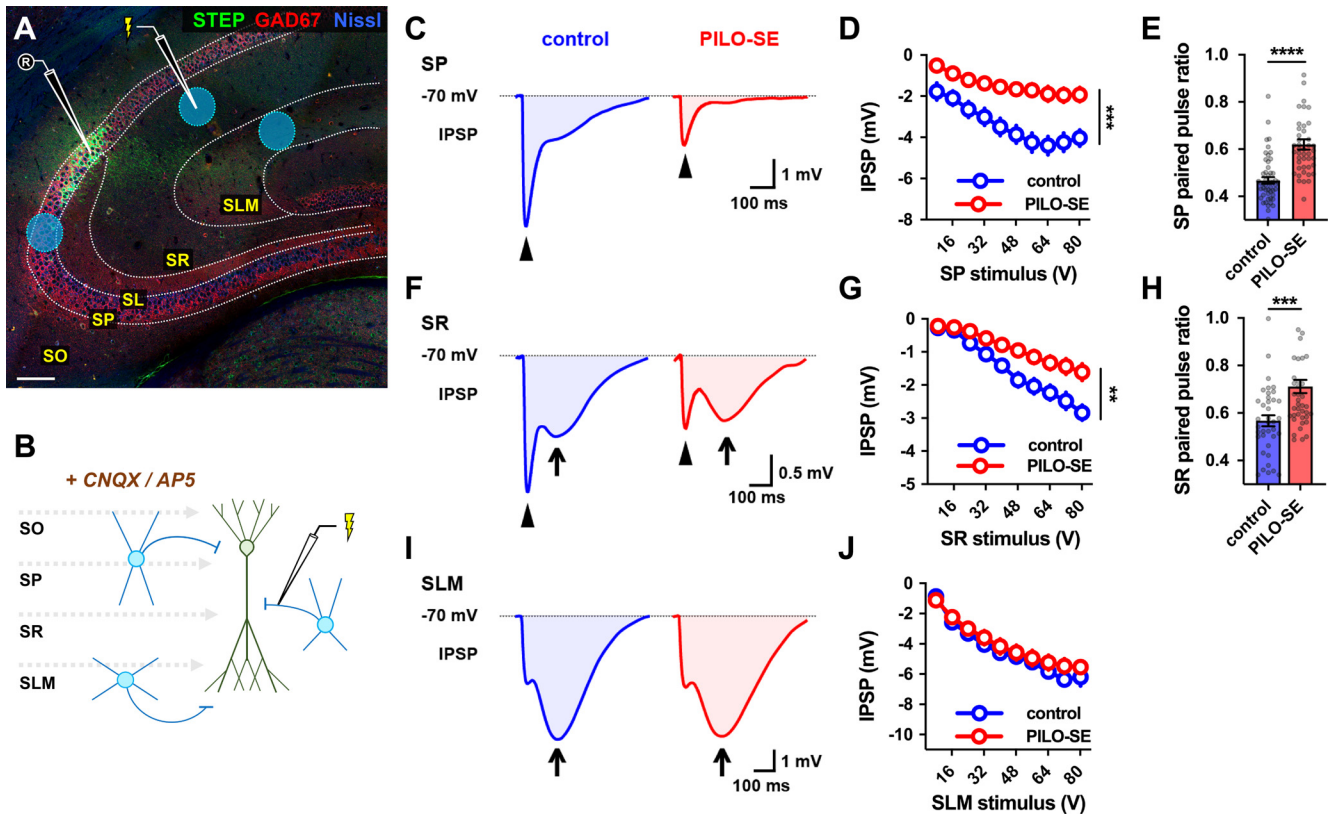 A
STEP GAD67 Nissl
R
SLM
SR
SL
SP
SO
B
+ CNQX / AP5
SO
SP
SR
SLM
C
control
PILO-SE
SP
-70 mV
IPSP
1 mV
100 ms
D
IPSP (mV)
0
-2
-4
-6
-8
control
PILO-SE
***
16 32 48 64 80
SP stimulus (V)
E
SP paired pulse ratio
****
1.0
0.8
0.6
0.4
control
PILO-SE
F
SR
-70 mV
IPSP
0.5 mV
100 ms
G
IPSP (mV)
0
-1
-2
-3
-4
-5
control
PILO-SE
**
16 32 48 64 80
SR stimulus (V)
H
SR paired pulse ratio
***
1.0
0.8
0.6
0.4
control
PILO-SE
I
SLM
-70 mV
IPSP
1 mV
100 ms
J
IPSP (mV)
0
-2
-4
-6
-8
-10
control
PILO-SE
16 32 48 64 80
SLM stimulus (V)